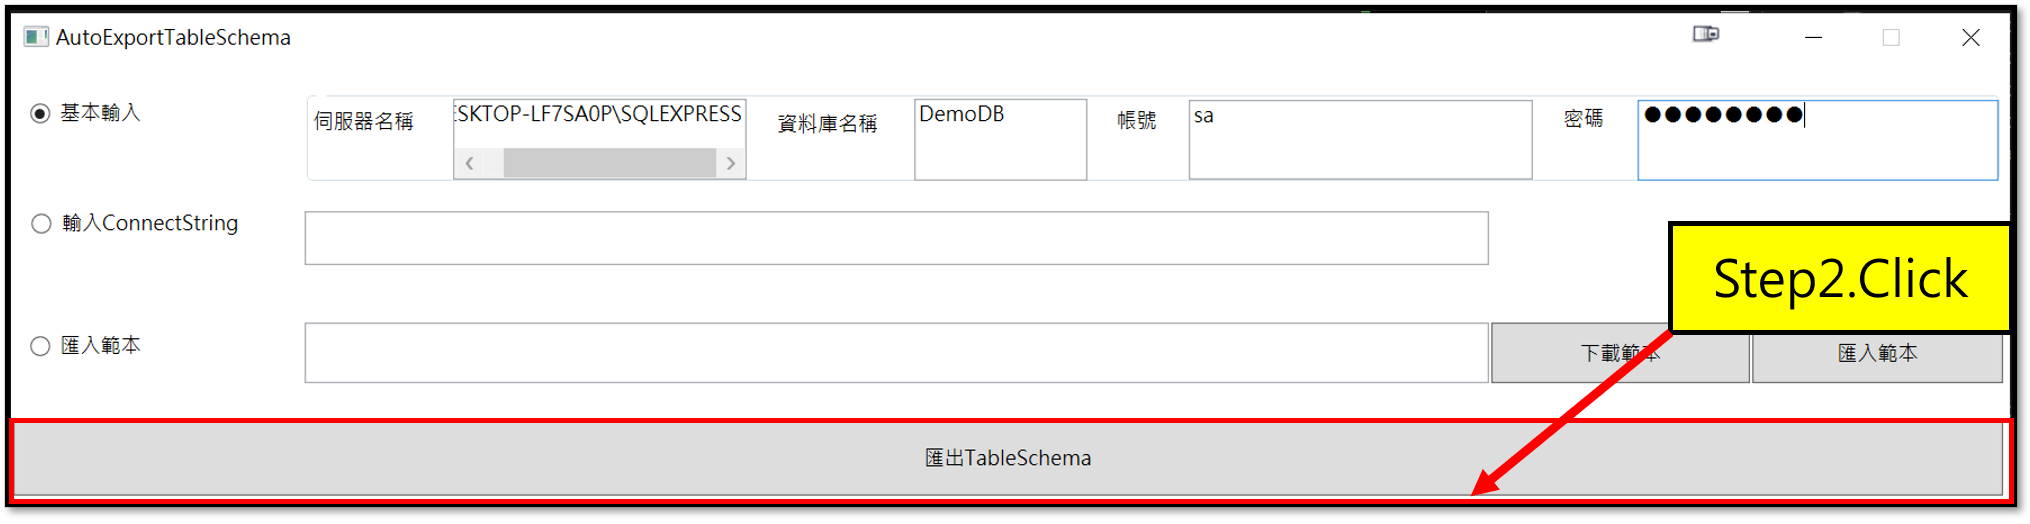 AutoExportTableSchema
基本輸入
伺服器名稱
ESKTOP-LF7SA0P\SQLEXPRESS
資料庫名稱
DemoDB
帳號
sa
密碼
●●●●●●●●
輸入ConnectString
Step2.Click
匯入範本
下載範本
匯入範本
匯出TableSchema